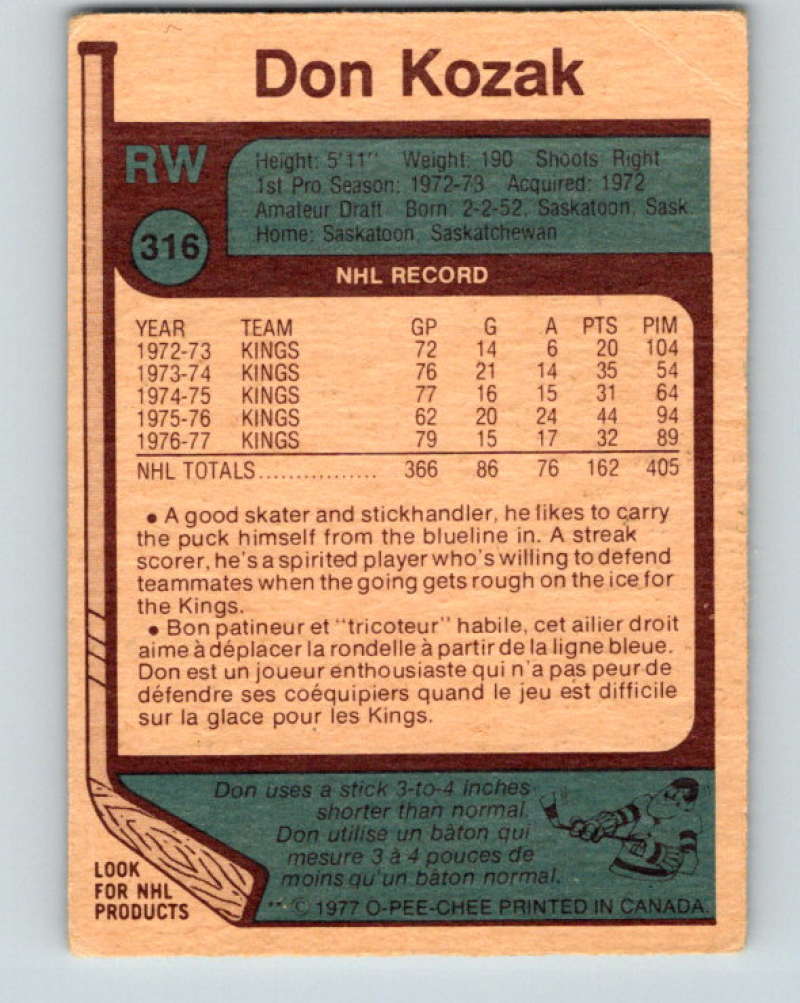 Don Kozak
RW
316
Height: 5'11" Weight: 190 Shoots Right
1st Pro Season: 1972-73 Acquired: 1972
Amateur Draft Born: 2-2-52, Saskatoon, Sask.
Home: Saskatoon, Saskatchewan
NHL RECORD
YEAR TEAM GP G A PTS PIM
1972-73 KINGS 72 14 6 20 104
1973-74 KINGS 76 21 14 35 54
1974-75 KINGS 77 16 15 31 64
1975-76 KINGS 62 20 24 44 94
1976-77 KINGS 79 15 17 32 89
NHL TOTALS................ 366 86 76 162 405
• A good skater and stickhandler, he likes to carry
the puck himself from the blueline in. A streak
scorer, he's a spirited player who's willing to defend
teammates when the going gets rough on the ice for
the Kings.
• Bon patineur et "tricoteur" habile, cet ailier droit
aime à déplacer la rondelle à partir de la ligne bleue.
Don est un joueur enthousiaste qui n'a pas peur de
défendre ses coéquipiers quand le jeu est difficile
sur la glace pour les Kings.
Don uses a stick 3-to-4 inches
shorter than normal.
Don utilise un bâton qui
mesure 3 à 4 pouces de
moins qu'un bâton normal.
LOOK
FOR NHL
PRODUCTS
** © 1977 O-PEE-CHEE PRINTED IN CANADA.